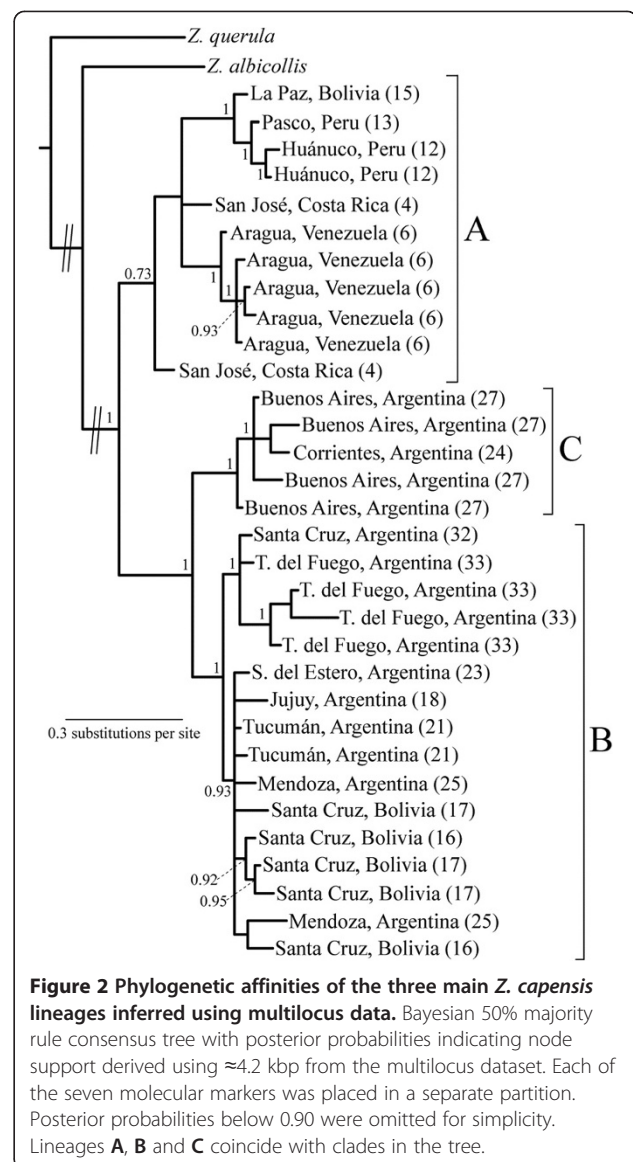 Z. querula
Z. albicollis
La Paz, Bolivia (15)
1
Pasco, Peru (13)
Huánuco, Peru (12)
1
1
Huánuco, Peru (12)
San José, Costa Rica (4)
A
Aragua, Venezuela (6)
Aragua, Venezuela (6)
0.73
1
1
Aragua, Venezuela (6)
Aragua, Venezuela (6)
0.93
Aragua, Venezuela (6)
San José, Costa Rica (4)
Buenos Aires, Argentina (27)
1
Buenos Aires, Argentina (27)
1
1
Corrientes, Argentina (24)
C
Buenos Aires, Argentina (27)
Buenos Aires, Argentina (27)
Santa Cruz, Argentina (32)
1
1
T. del Fuego, Argentina (33)
T. del Fuego, Argentina (33)
1
T. del Fuego, Argentina (33)
T. del Fuego, Argentina (33)
1
S. del Estero, Argentina (23)
Jujuy, Argentina (18)
0.3 substitutions per site
Tucumán, Argentina (21)
B
Tucumán, Argentina (21)
0.93
Mendoza, Argentina (25)
Santa Cruz, Bolivia (17)
Santa Cruz, Bolivia (16)
0.92
Santa Cruz, Bolivia (17)
0.95
Santa Cruz, Bolivia (17)
Mendoza, Argentina (25)
Santa Cruz, Bolivia (16)
Figure 2 Phylogenetic affinities of the three main Z. capensis
lineages inferred using multilocus data. Bayesian 50% majority
rule consensus tree with posterior probabilities indicating node
support derived using ≈4.2 kbp from the multilocus dataset. Each of
the seven molecular markers was placed in a separate partition.
Posterior probabilities below 0.90 were omitted for simplicity.
Lineages A, B and C coincide with clades in the tree.